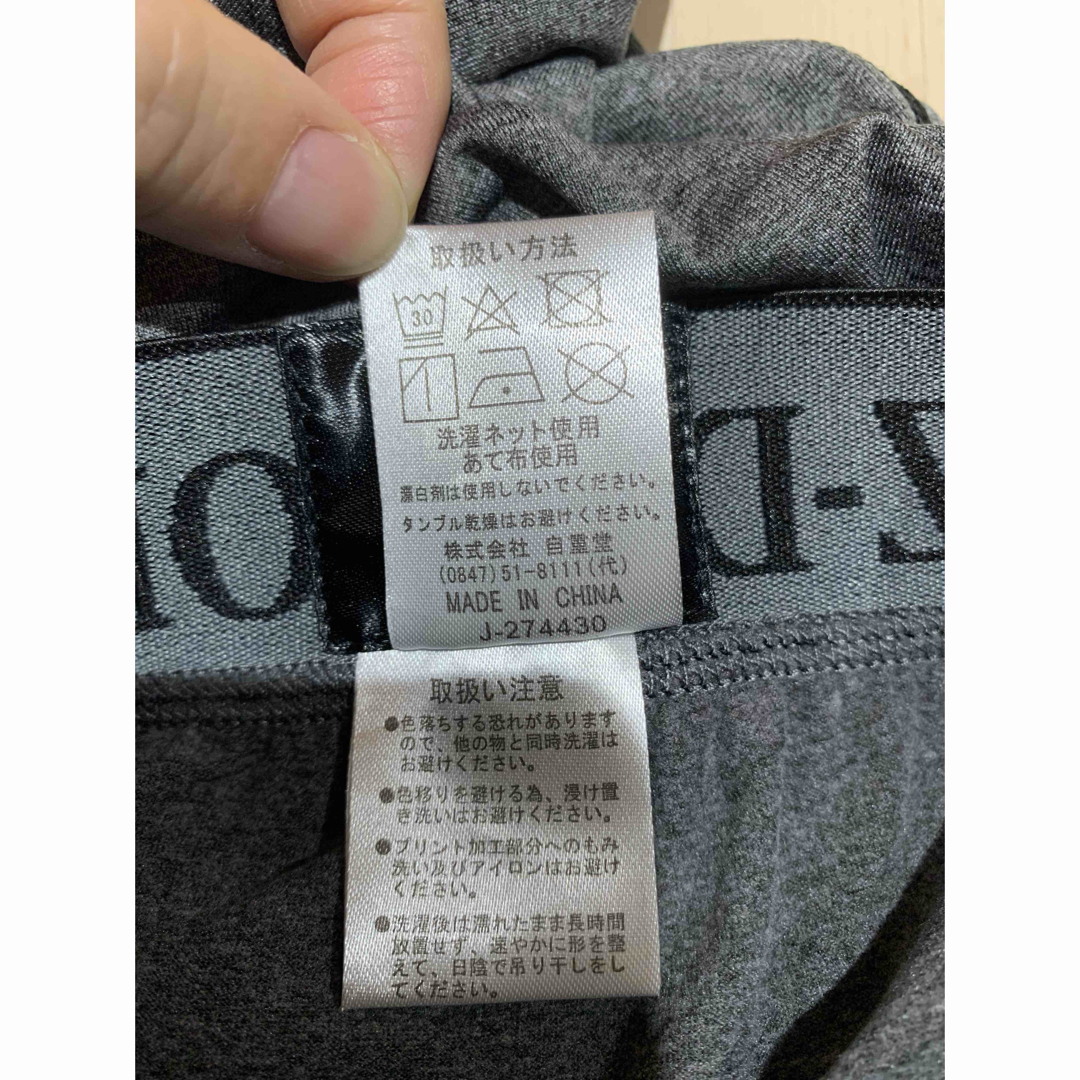 取扱い方法
30
洗濯ネット使用
あて布使用
漂白剤は使用しないでください。
タンブル乾燥はお避けください。
株式会社 自重堂
(0847)51-8111(代)
MADE IN CHINA
J-274430
取扱い注意
●色落ちする恐れがあります
ので、他の物と同時洗濯は
お避けください。
●色移りを避ける為、浸け置
き洗いはお避けください。
●プリント加工部分へのもみ
洗い及びアイロンはお避け
ください。
●洗濯後は濡れたまま長時間
放置せず、速やかに形を整
えて、日陰で吊り干しをし
てください。
Z-D